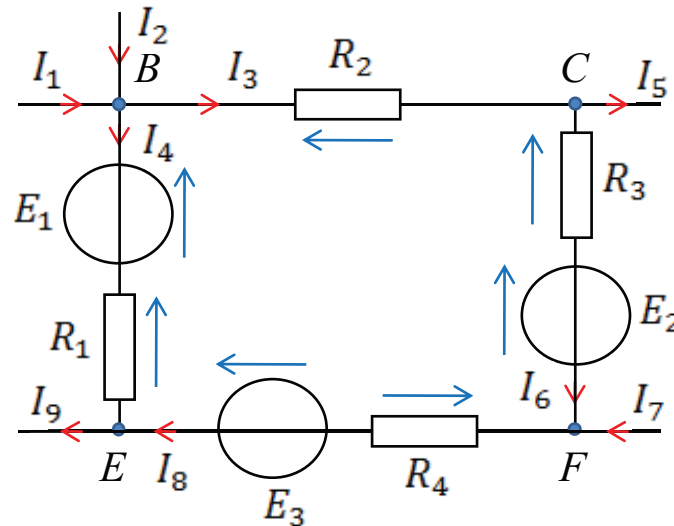 I₂
I₁ B I₃ R₂ C I₅
I₄
R₃
E₁
E₂
R₁
I₆
I₉ I₇
E I₈ R₄ F
E₃